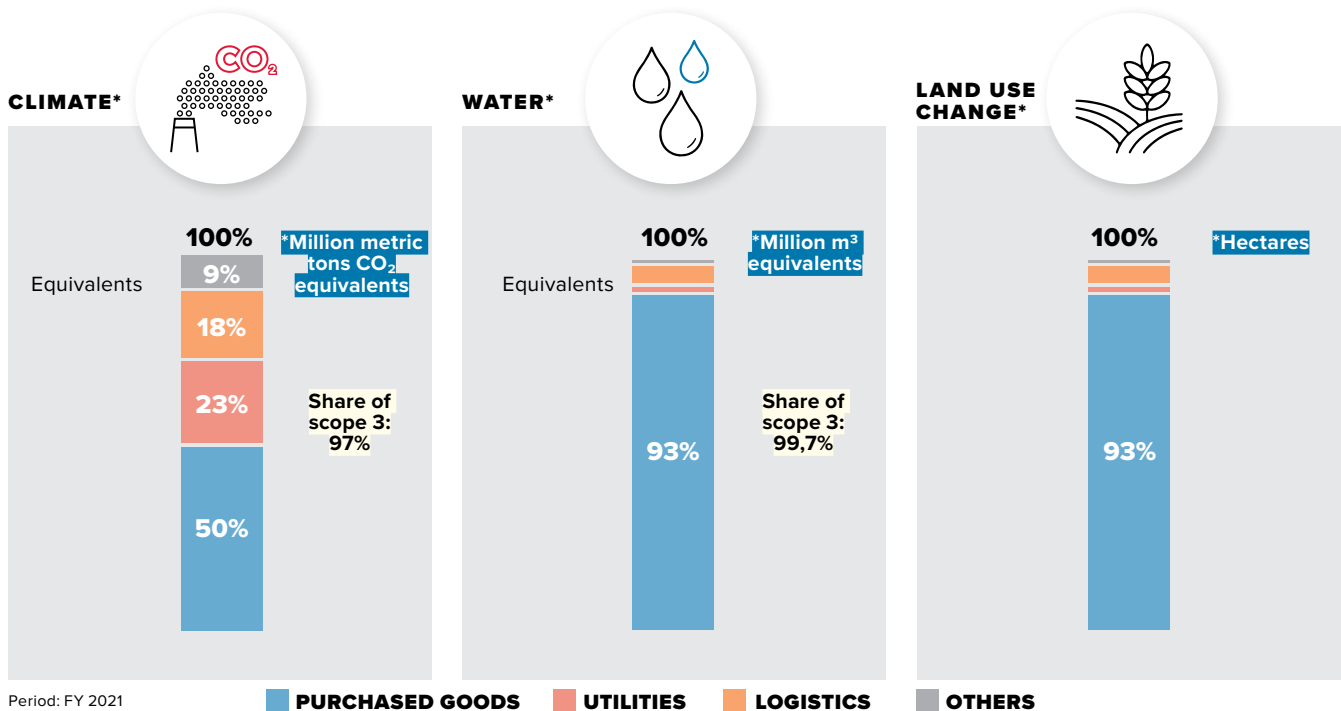 CLIMATE*
CO₂
100%
*Million metric
tons CO₂
equivalents
Equivalents
9%
18%
23%
50%
Share of
scope 3:
97%
WATER*
100%
*Million m³
equivalents
Equivalents
93%
Share of
scope 3:
99,7%
LAND USE
CHANGE*
100%
*Hectares
93%
Period: FY 2021
PURCHASED GOODS
UTILITIES
LOGISTICS
OTHERS